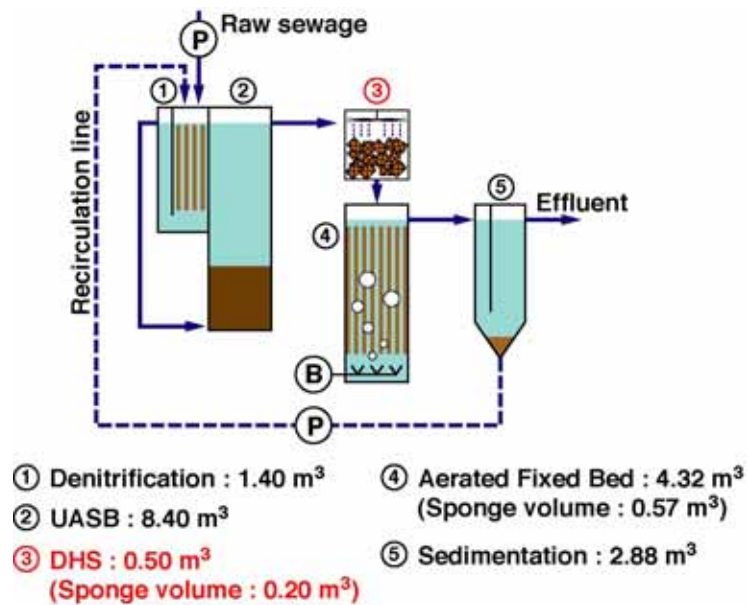 Raw sewage
P
①
②
③
Recirculation line
⑤
Effluent
④
B
P
① Denitrification : 1.40 m³
② UASB : 8.40 m³
③ DHS : 0.50 m³
(Sponge volume : 0.20 m³)
④ Aerated Fixed Bed : 4.32 m³
(Sponge volume : 0.57 m³)
⑤ Sedimentation : 2.88 m³